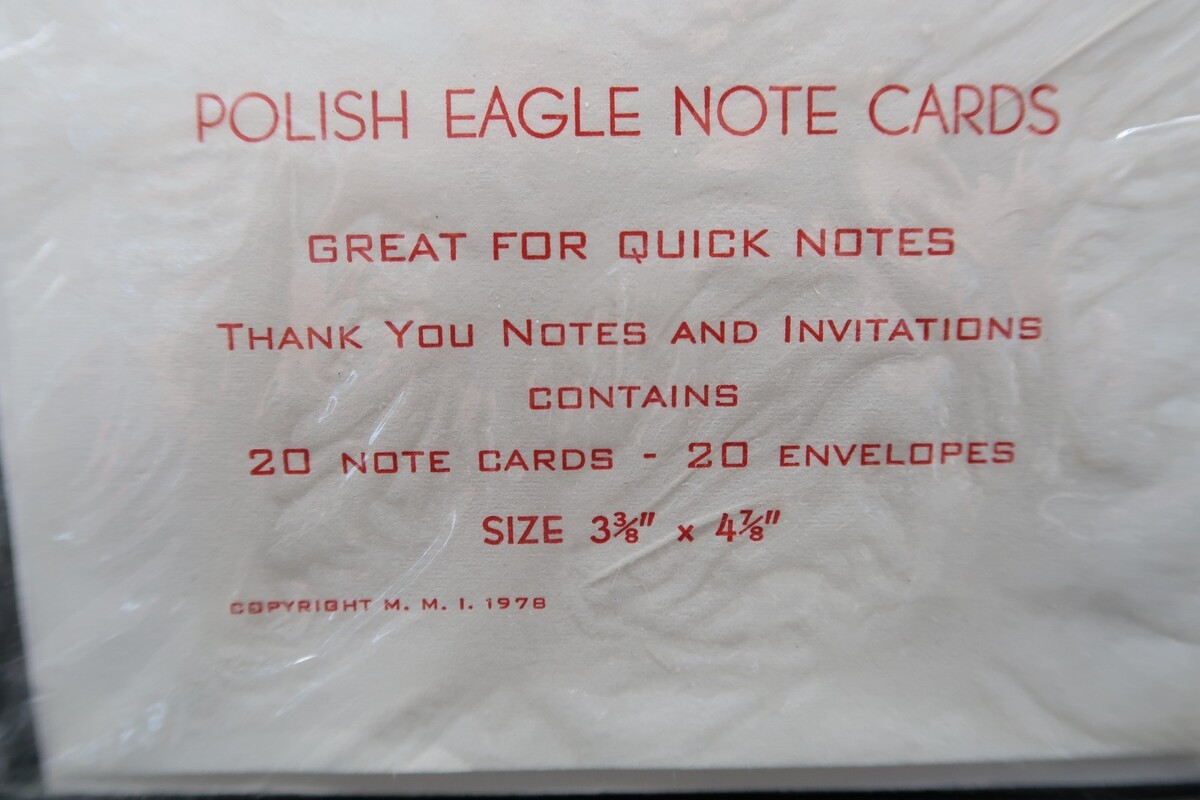 POLISH EAGLE NOTE CARDS
GREAT FOR QUICK NOTES
THANK YOU NOTES AND INVITATIONS
CONTAINS
20 NOTE CARDS - 20 ENVELOPES
SIZE 3⅜" x 4⅞"
COPYRIGHT M. M. I. 1978